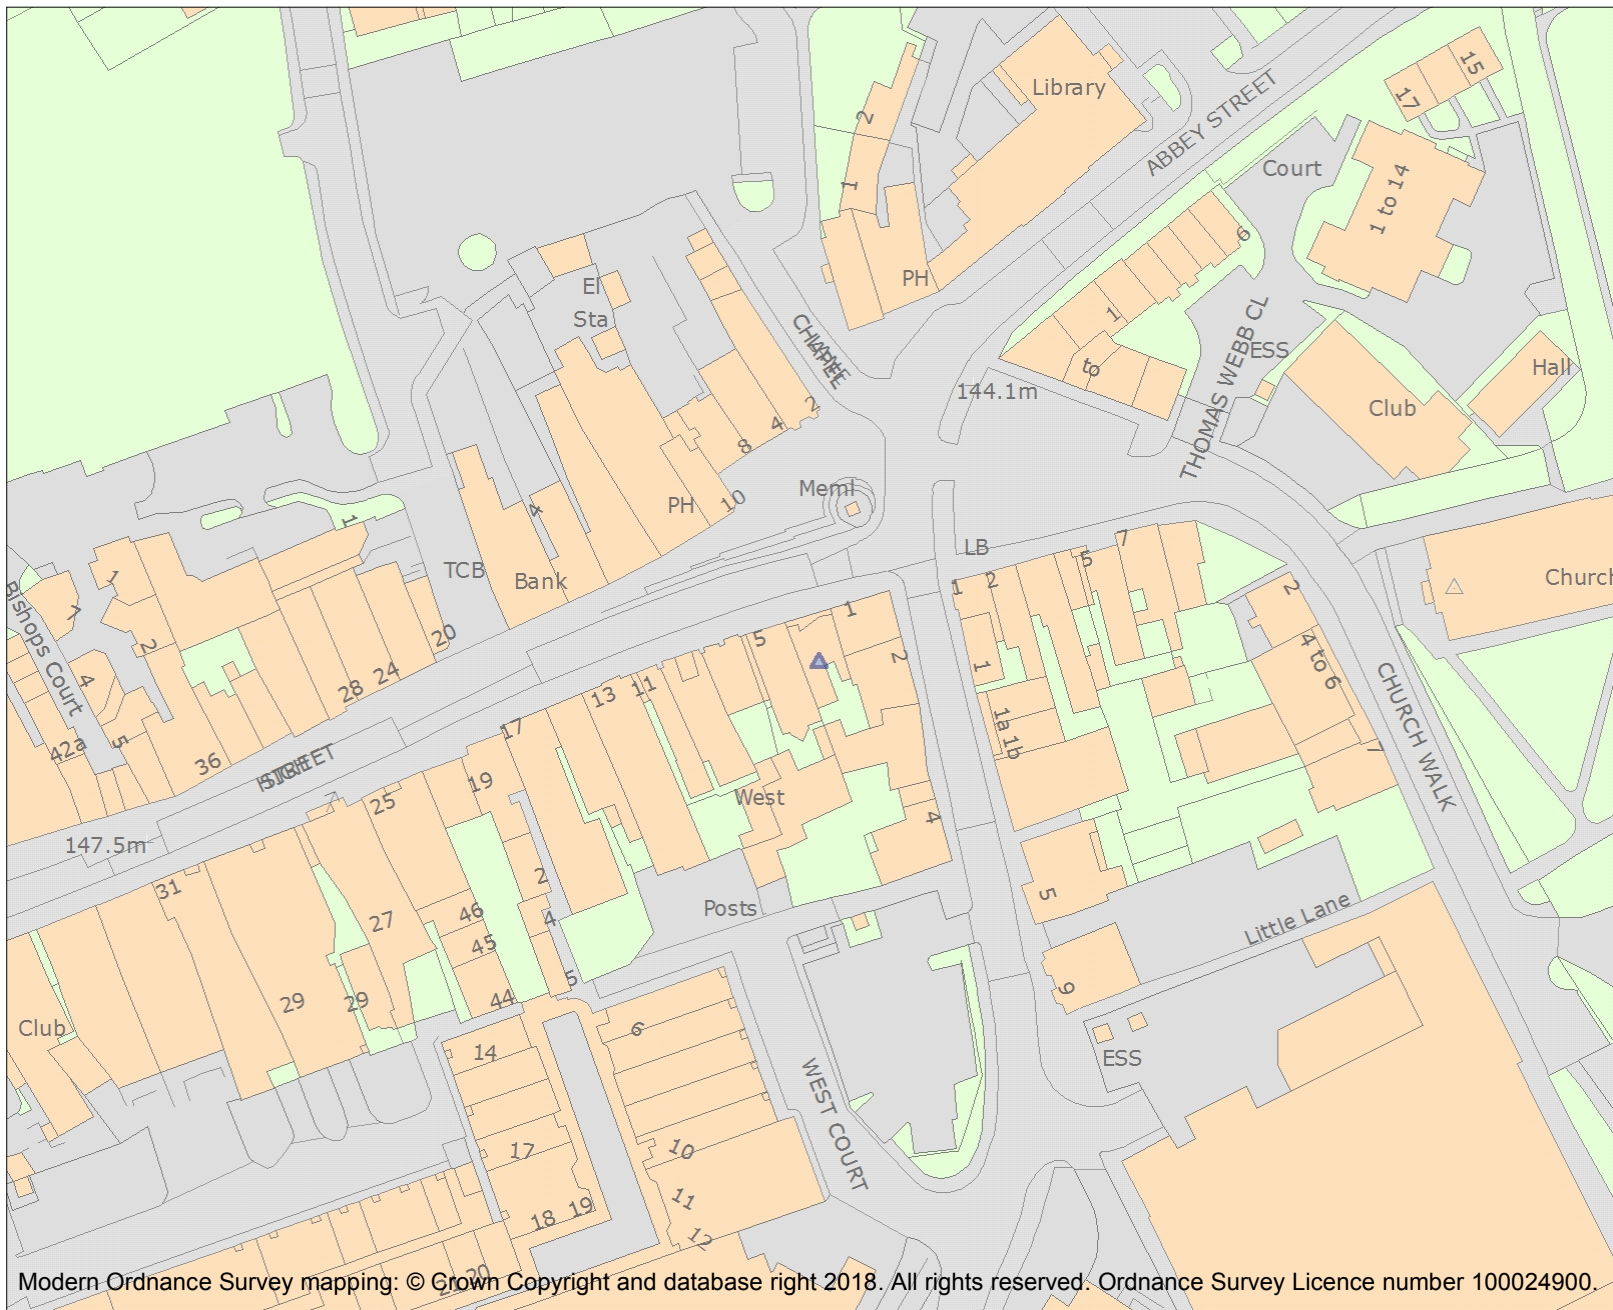 Library
15
17
2
ABBEY STREET
Court
1 to 14
1
6
PH
El
Sta
1
THOMAS WEBB CL
ESS
Hall
to
144.1m
Club
2
4
8
Meml
10
PH
4
1
LB
7
TCB
Bank
5
Church
1
7
Bishops Court
2
20
1
2
1
2
5
2
4 to 6
4
28
24
11
13
1
CHURCH WALK
42a
5
36
17
1a
1b
7
HIGH STREET
19
25
West
4
147.5m
31
2
5
27
46
4
Posts
Little Lane
45
5
9
29
29
44
Club
6
14
ESS
WEST COURT
17
10
11
18
19
12
20
Modern Ordnance Survey mapping: © Crown Copyright and database right 2018. All rights reserved. Ordnance Survey Licence number 100024900.